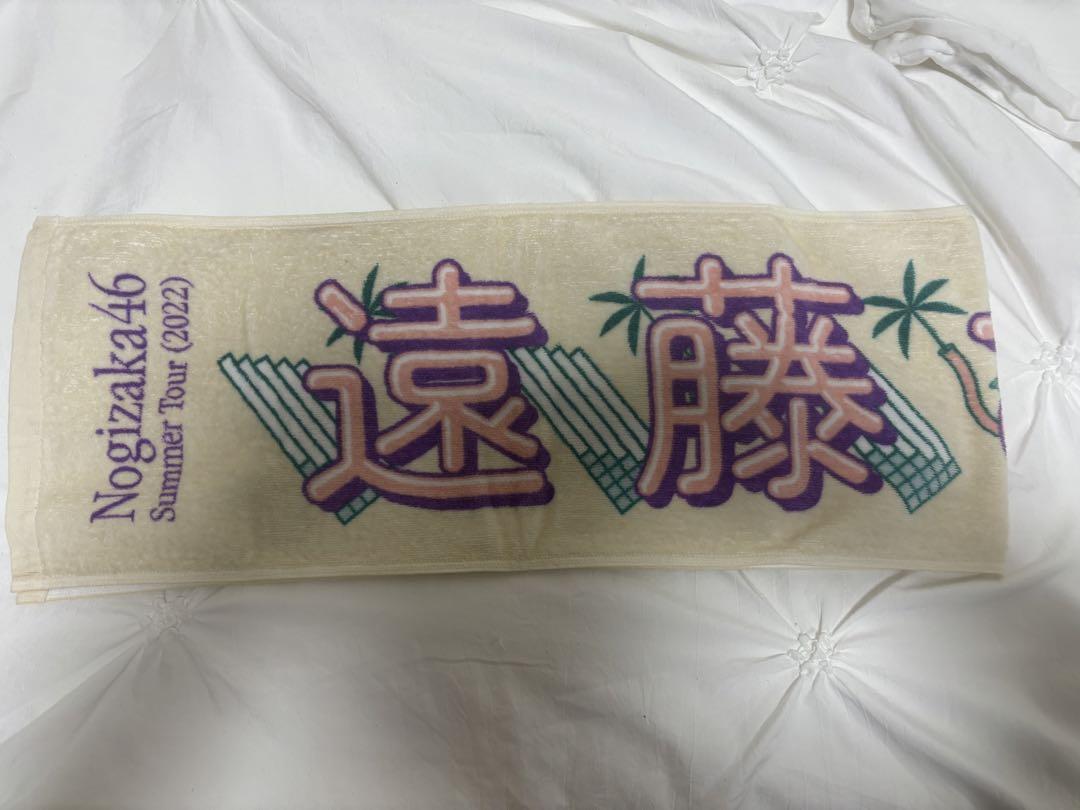 Nogizaka46
Summer Tour (2022)
遠藤